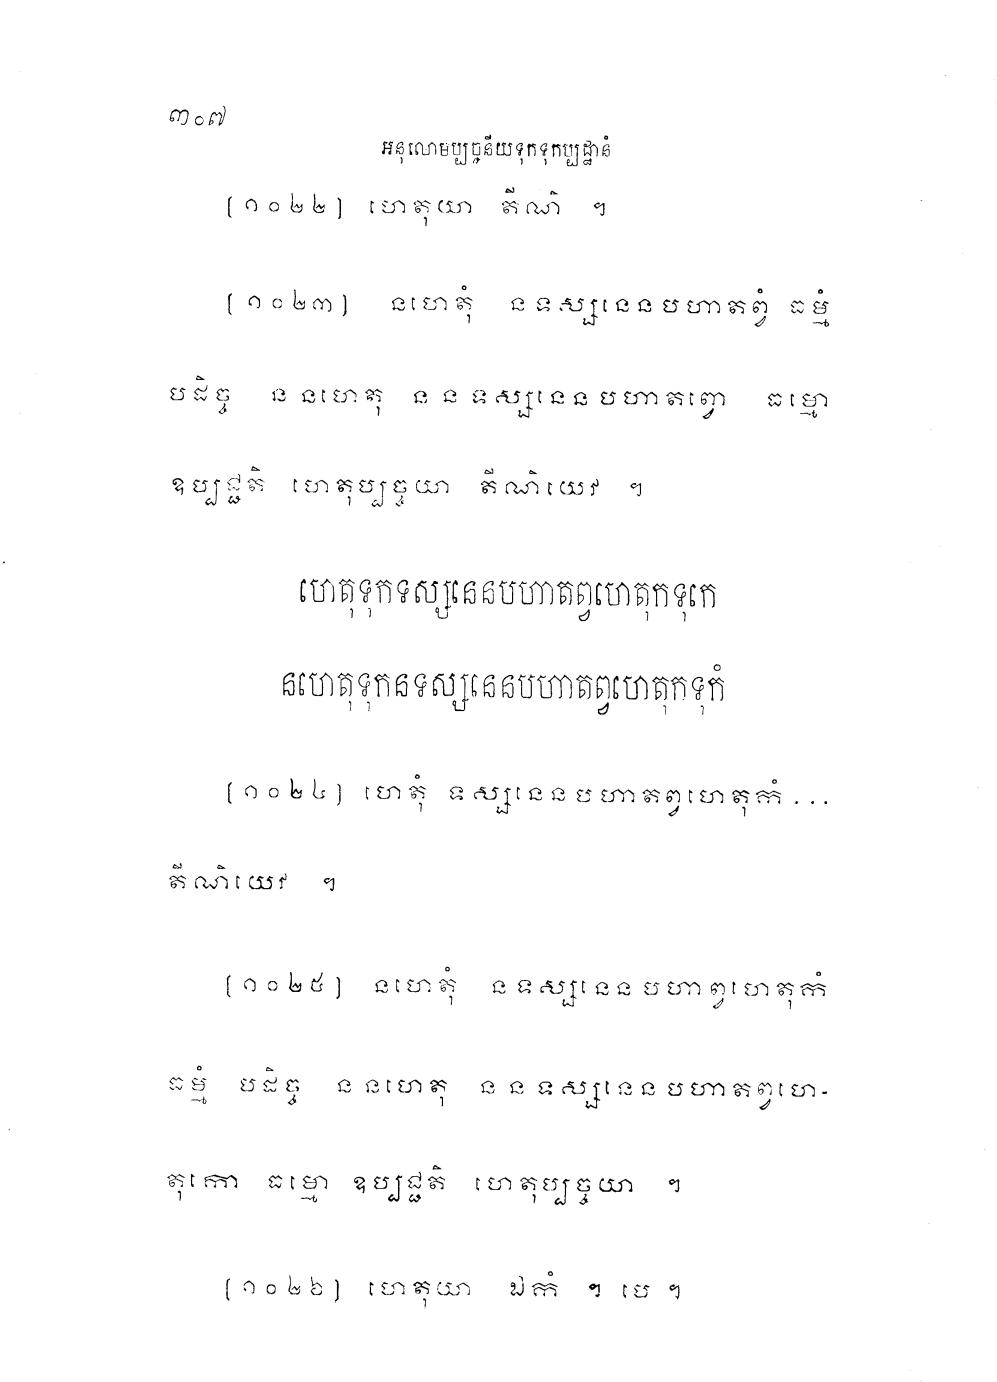 ៣០៧
អនុលោមប្បច្ចនីយទុកទុកប្បដ្ឋានំ
[១០២២] ហេតុយា តីណិ ។
[១០២៣] នហេតុំ នទស្សនេនបហាតព្វំ ធម្មំ
បដិច្ច ននហេតុ ននទស្សនេនបហាតព្វោ ធម្មោ
ឧប្បជ្ជតិ ហេតុប្បច្ចយា តីណិយេវ ។
ហេតុទុកទស្សនេនបហាតព្វហេតុកទុកេ
នហេតុទុកនទស្សនេនបហាតព្វហេតុកទុកំ
[១០២៤] ហេតុំ ទស្សនេនបហាតព្វហេតុកំ ...
តីណិយេវ ។
[១០២៥] នហេតុំ នទស្សនេនបហាព្វហេតុកំ
ធម្មំ បដិច្ច ននហេតុ ននទស្សនេនបហាតព្វហេ-
តុកោ ធម្មោ ឧប្បជ្ជតិ ហេតុប្បច្ចយា ។
[១០២៦] ហេតុយា ឯកំ ។ បេ ។